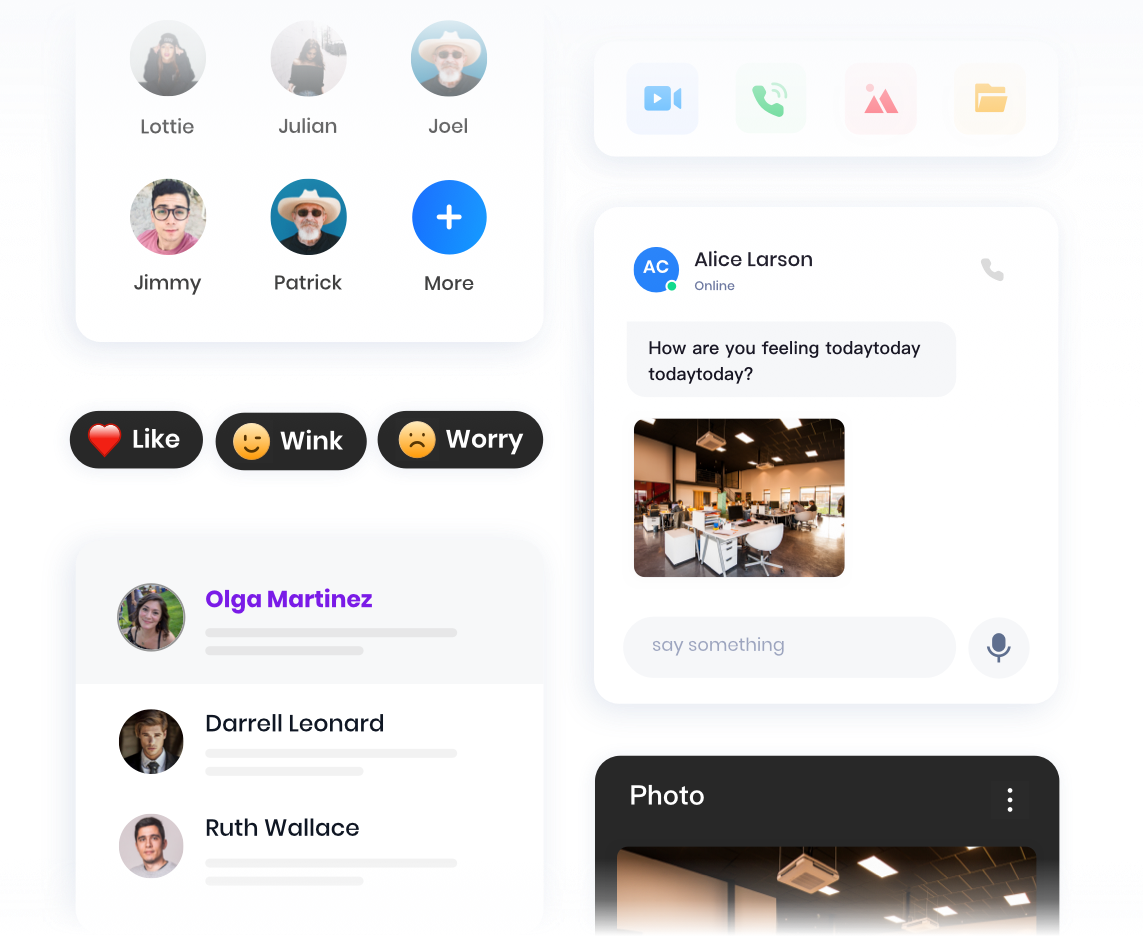 Lottie
Julian
Joel
Jimmy
Patrick
More
Like
Wink
Worry
Olga Martinez
Darrell Leonard
Ruth Wallace
AC
Alice Larson
Online
How are you feeling todaytoday
todaytoday?
say something
Photo